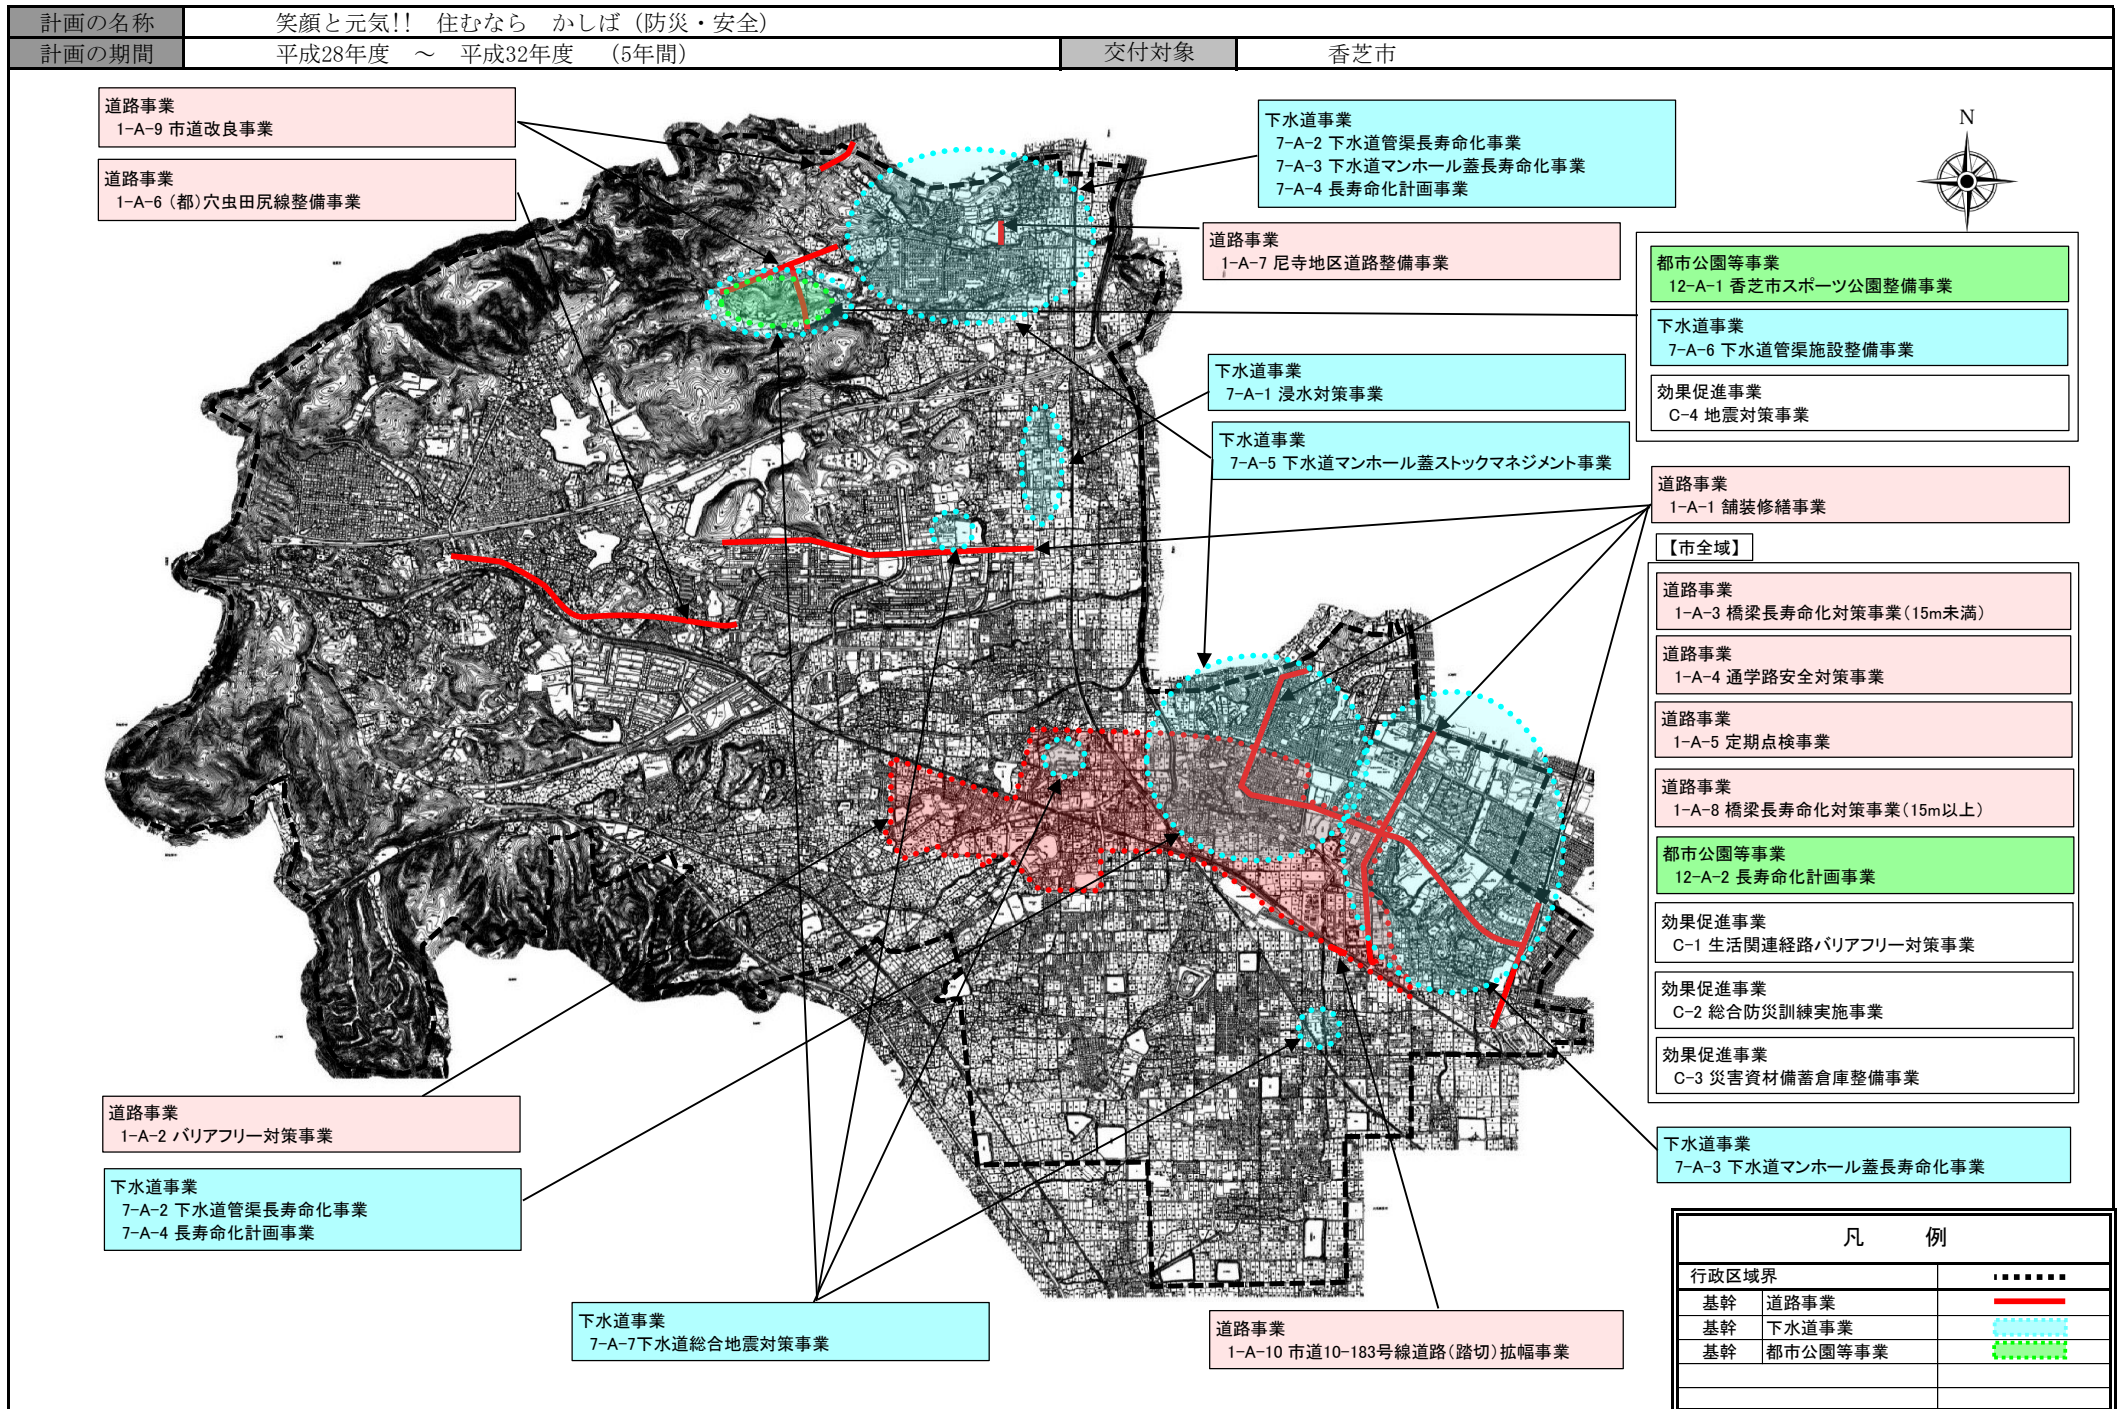 計画の名称 笑顔と元気!! 住むなら かしば（防災・安全）
計画の期間 平成28年度 ～ 平成32年度 （5年間） 交付対象 香芝市
道路事業
1-A-9 市道改良事業
道路事業
1-A-6 (都)穴虫田尻線整備事業
下水道事業
7-A-2 下水道管渠長寿命化事業
7-A-3 下水道マンホール蓋長寿命化事業
7-A-4 長寿命化計画事業
N
道路事業
1-A-7 尼寺地区道路整備事業
都市公園等事業
12-A-1 香芝市スポーツ公園整備事業
下水道事業
7-A-6 下水道管渠施設整備事業
効果促進事業
C-4 地震対策事業
下水道事業
7-A-1 浸水対策事業
下水道事業
7-A-5 下水道マンホール蓋ストックマネジメント事業
道路事業
1-A-1 舗装修繕事業
【市全域】
道路事業
1-A-3 橋梁長寿命化対策事業(15m未満)
道路事業
1-A-4 通学路安全対策事業
道路事業
1-A-5 定期点検事業
道路事業
1-A-8 橋梁長寿命化対策事業(15m以上)
都市公園等事業
12-A-2 長寿命化計画事業
効果促進事業
C-1 生活関連経路バリアフリー対策事業
効果促進事業
C-2 総合防災訓練実施事業
効果促進事業
C-3 災害資材備蓄倉庫整備事業
道路事業
1-A-2 バリアフリー対策事業
下水道事業
7-A-2 下水道管渠長寿命化事業
7-A-4 長寿命化計画事業
下水道事業
7-A-3 下水道マンホール蓋長寿命化事業
下水道事業
7-A-7下水道総合地震対策事業
道路事業
1-A-10 市道10-183号線道路(踏切)拡幅事業
凡 例
行政区域界
基幹 道路事業
基幹 下水道事業
基幹 都市公園等事業